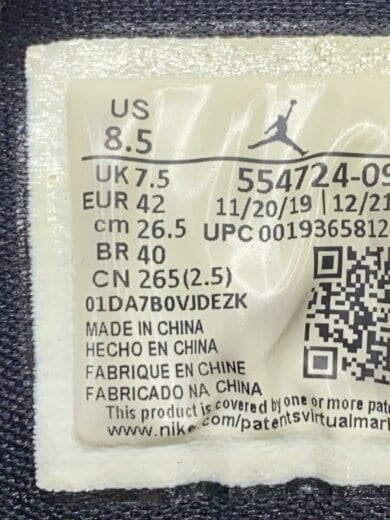 US
8.5
UK 7.5
EUR 42
cm 26.5
BR 40
CN 265(2.5)
01DA7B0VJDEZK
554724-09
11/20/19 | 12/21
UPC 0019365812
MADE IN CHINA
HECHO EN CHINA
FABRIQUE EN CHINE
FABRICADO NA CHINA
This product is covered by one or more pate
www.nike.com/patentsvirtualmar